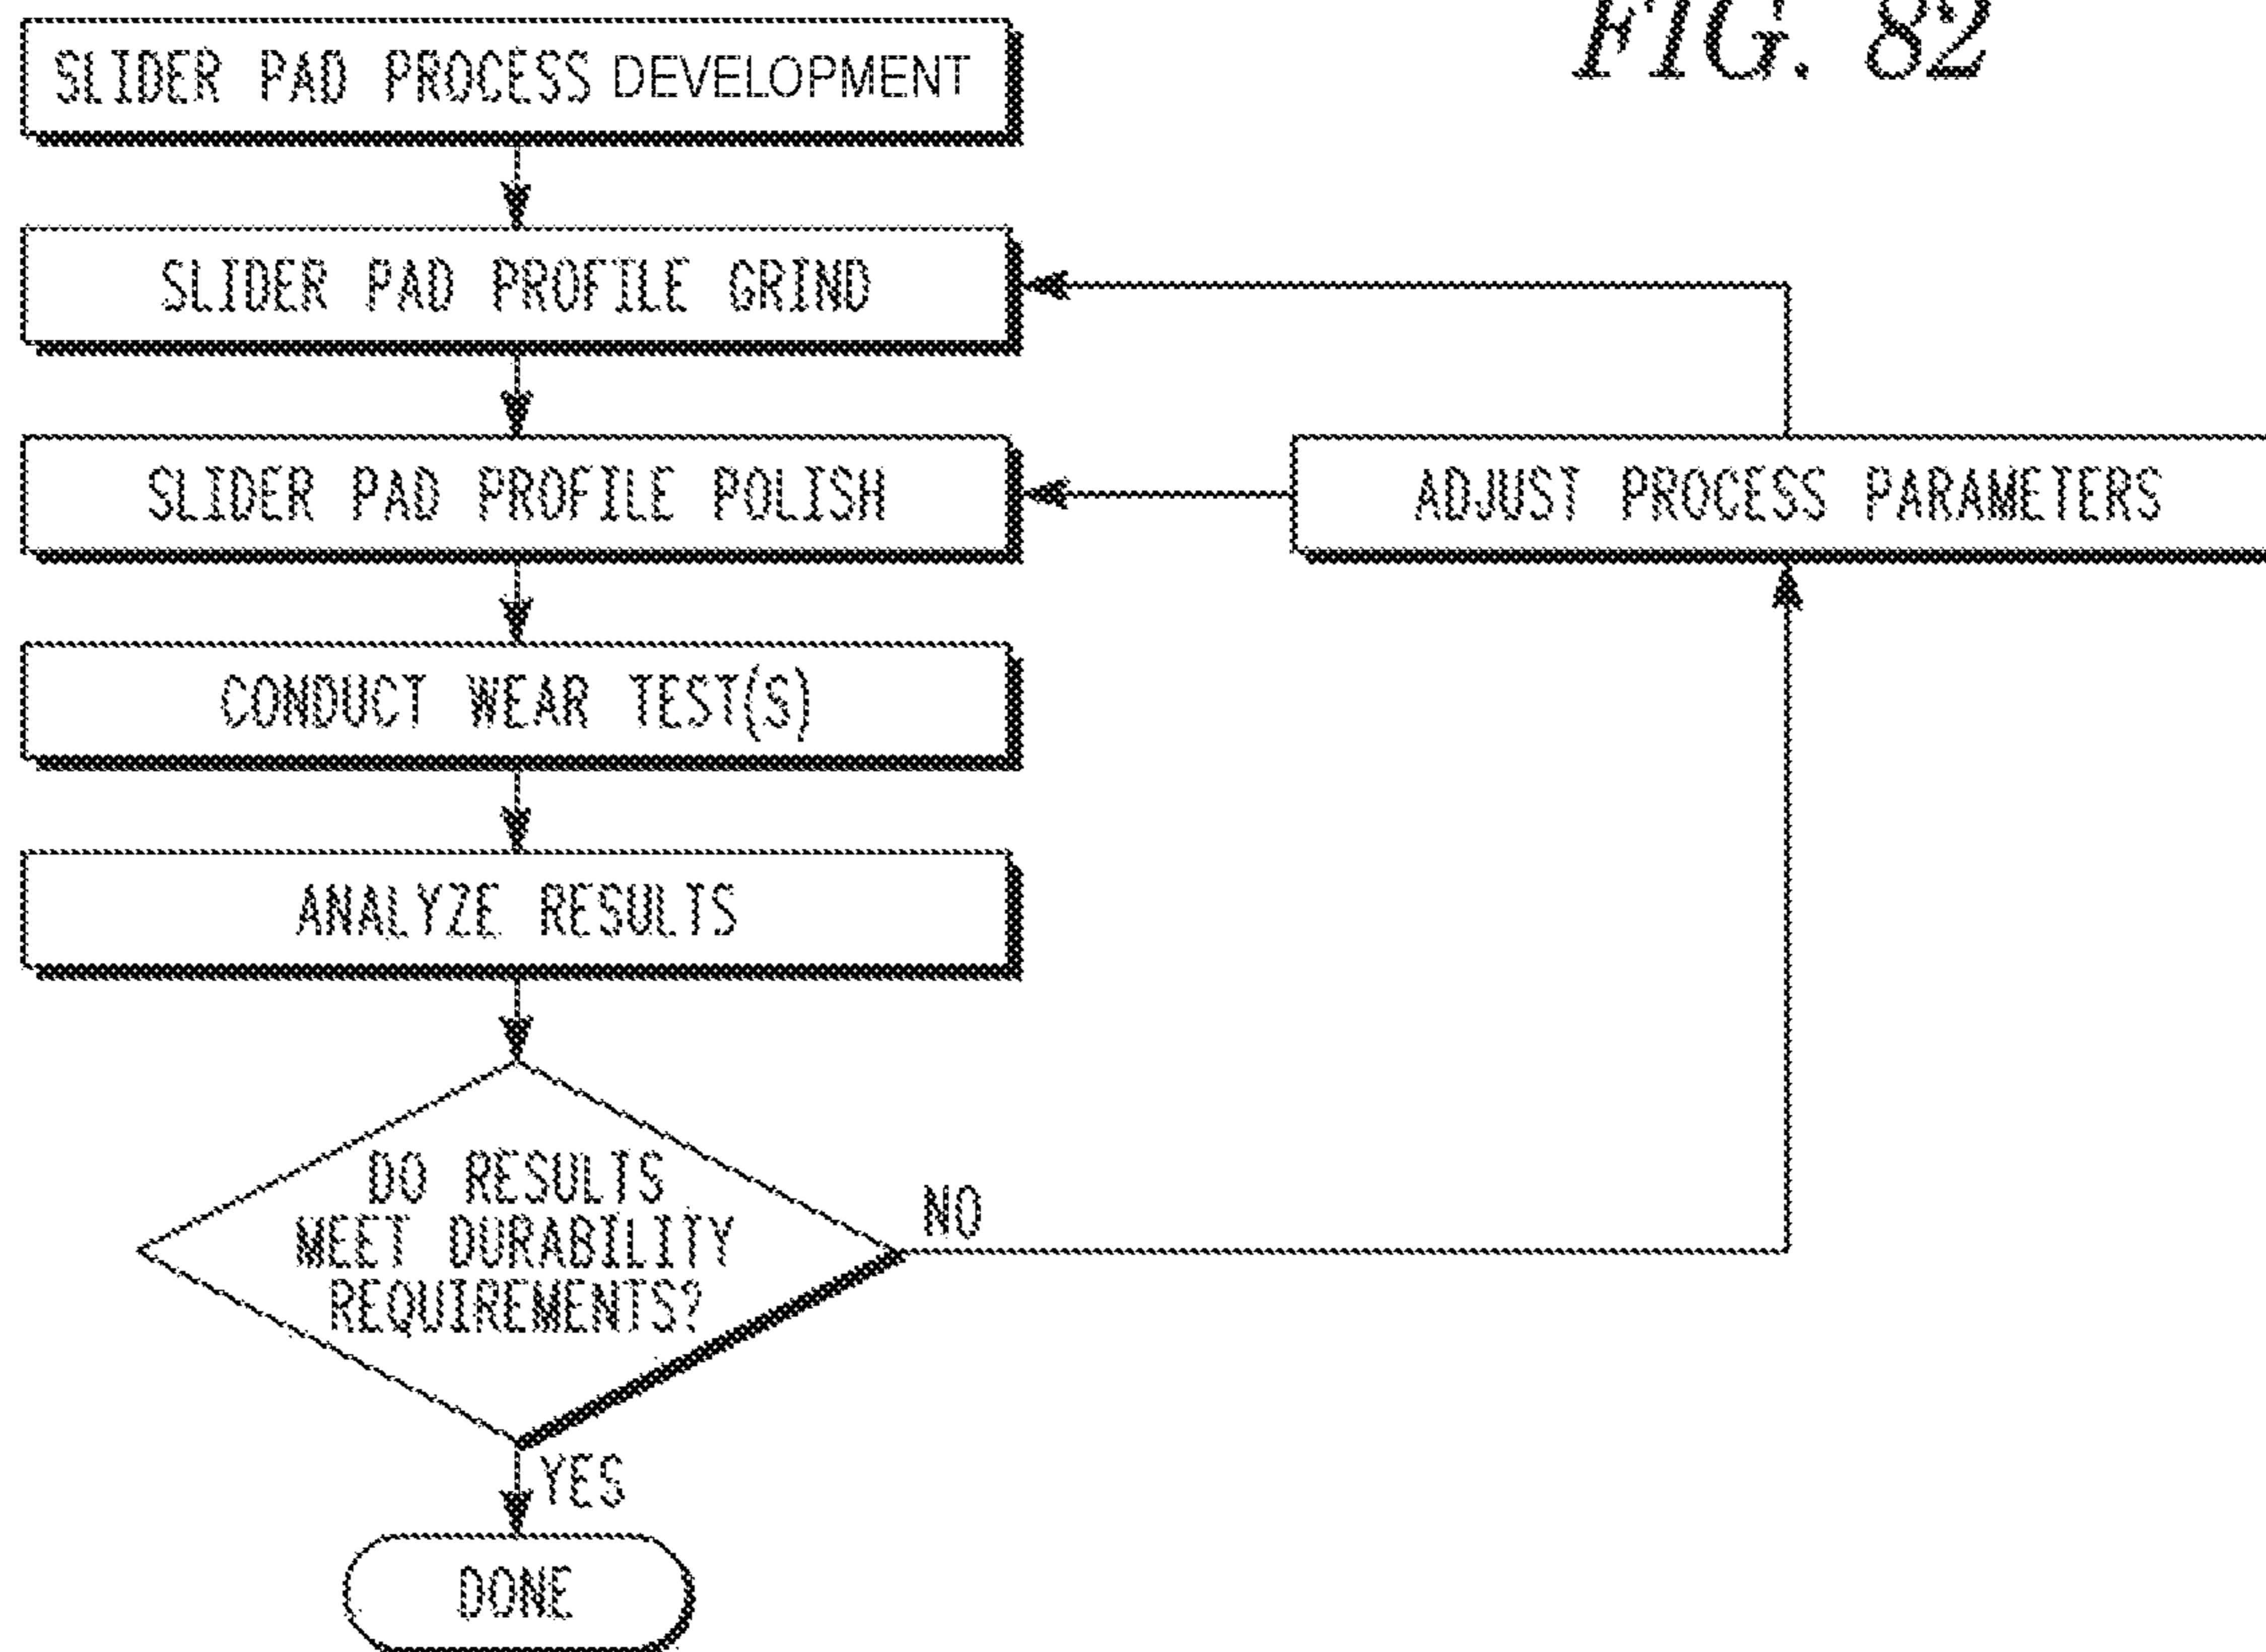 FIG. 82
SLIDER PAD PROCESS DEVELOPMENT
SLIDER PAD PROFILE GRIND
SLIDER PAD PROFILE POLISH
ADJUST PROCESS PARAMETERS
CONDUCT WEAR TEST(S)
ANALYZE RESULTS
DO RESULTS
MEET DURABILITY
REQUIREMENTS?
NO
YES
DONE